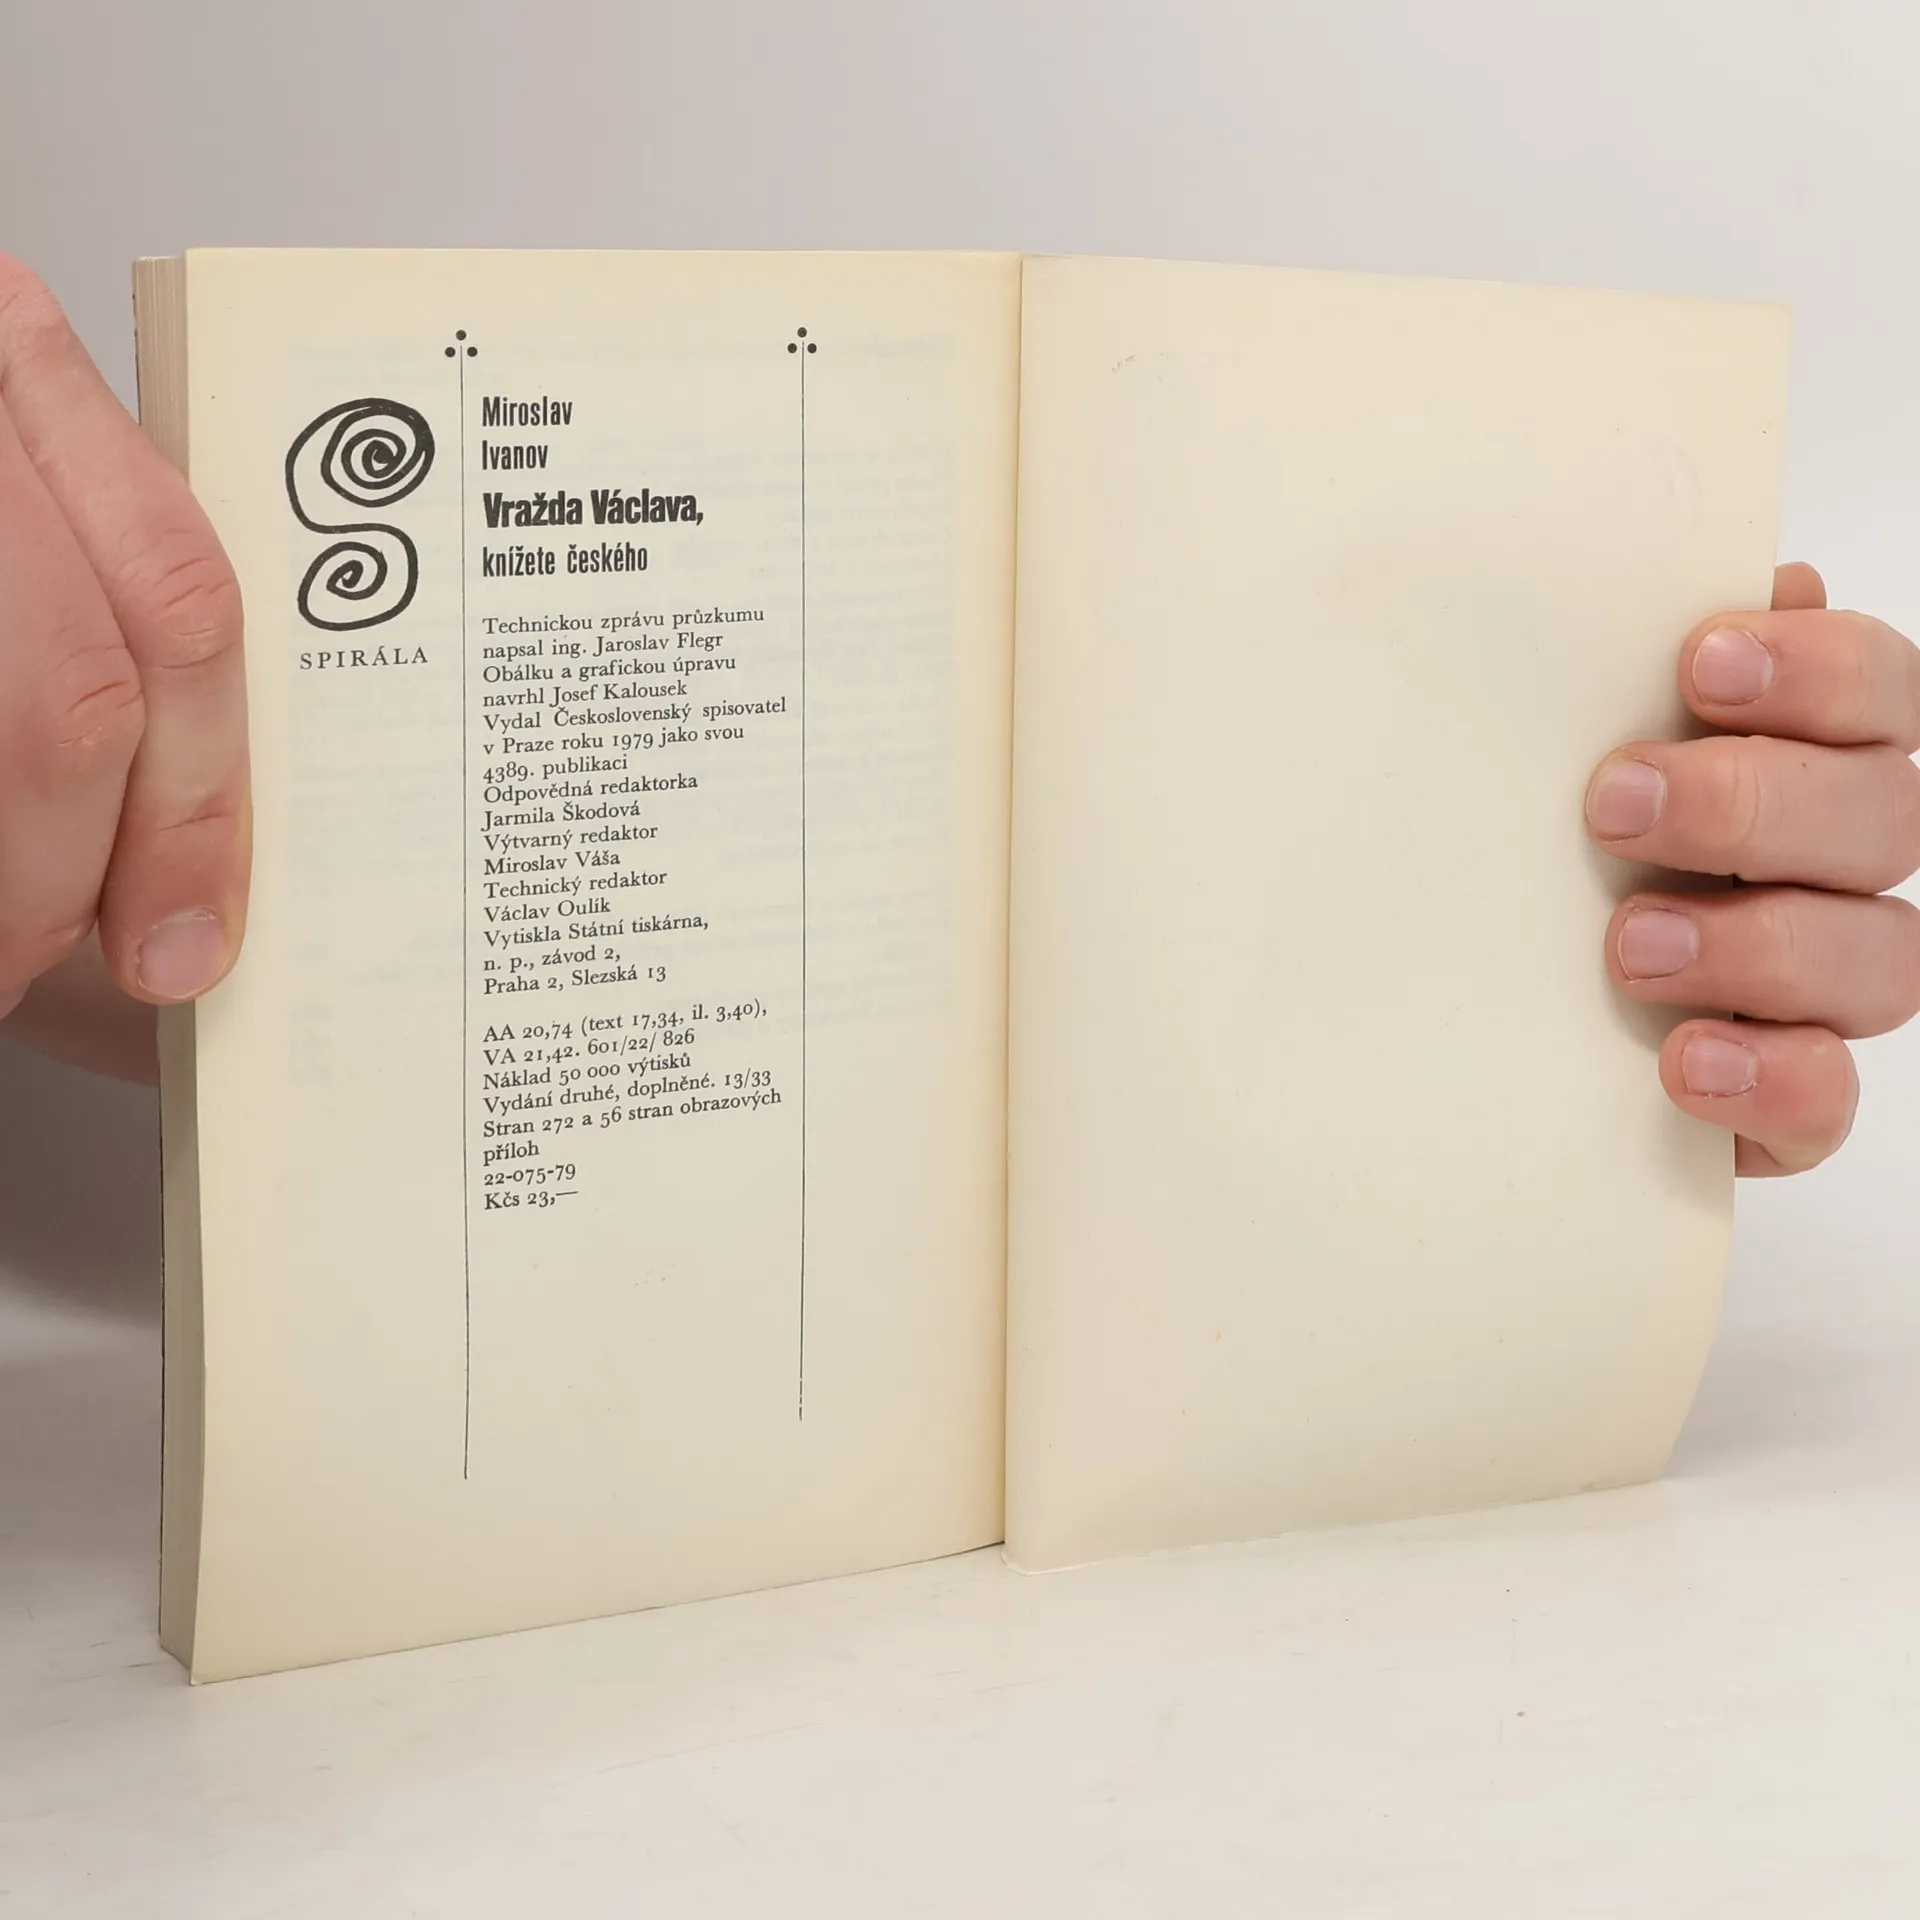 SPIRÁLA
Miroslav
Ivanov
Vražda Václava,
knížete českého
Technickou zprávu průzkumu
napsal ing. Jaroslav Flegr
Obálku a grafickou úpravu
navrhl Josef Kalousek
Vydal Československý spisovatel
v Praze roku 1979 jako svou
4389. publikaci
Odpovědná redaktorka
Jarmila Škodová
Výtvarný redaktor
Miroslav Váša
Technický redaktor
Václav Oulík
Vytiskla Státní tiskárna,
n. p., závod 2,
Praha 2, Slezská 13
AA 20,74 (text 17,34, il. 3,40),
VA 21,42. 601/22/ 826
Náklad 50 000 výtisků
Vydání druhé, doplněné. 13/33
Stran 272 a 56 stran obrazových
příloh
22-075-79
Kčs 23,—